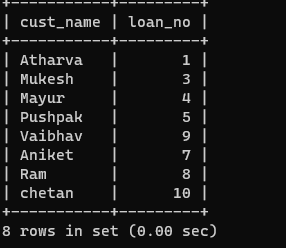 +-----------+---------+
| cust_name | loan_no |
+-----------+---------+
| Atharva   |       1 |
| Mukesh    |       3 |
| Mayur     |       4 |
| Pushpak   |       5 |
| Vaibhav   |       9 |
| Aniket    |       7 |
| Ram       |       8 |
| chetan    |      10 |
+-----------+---------+
8 rows in set (0.00 sec)